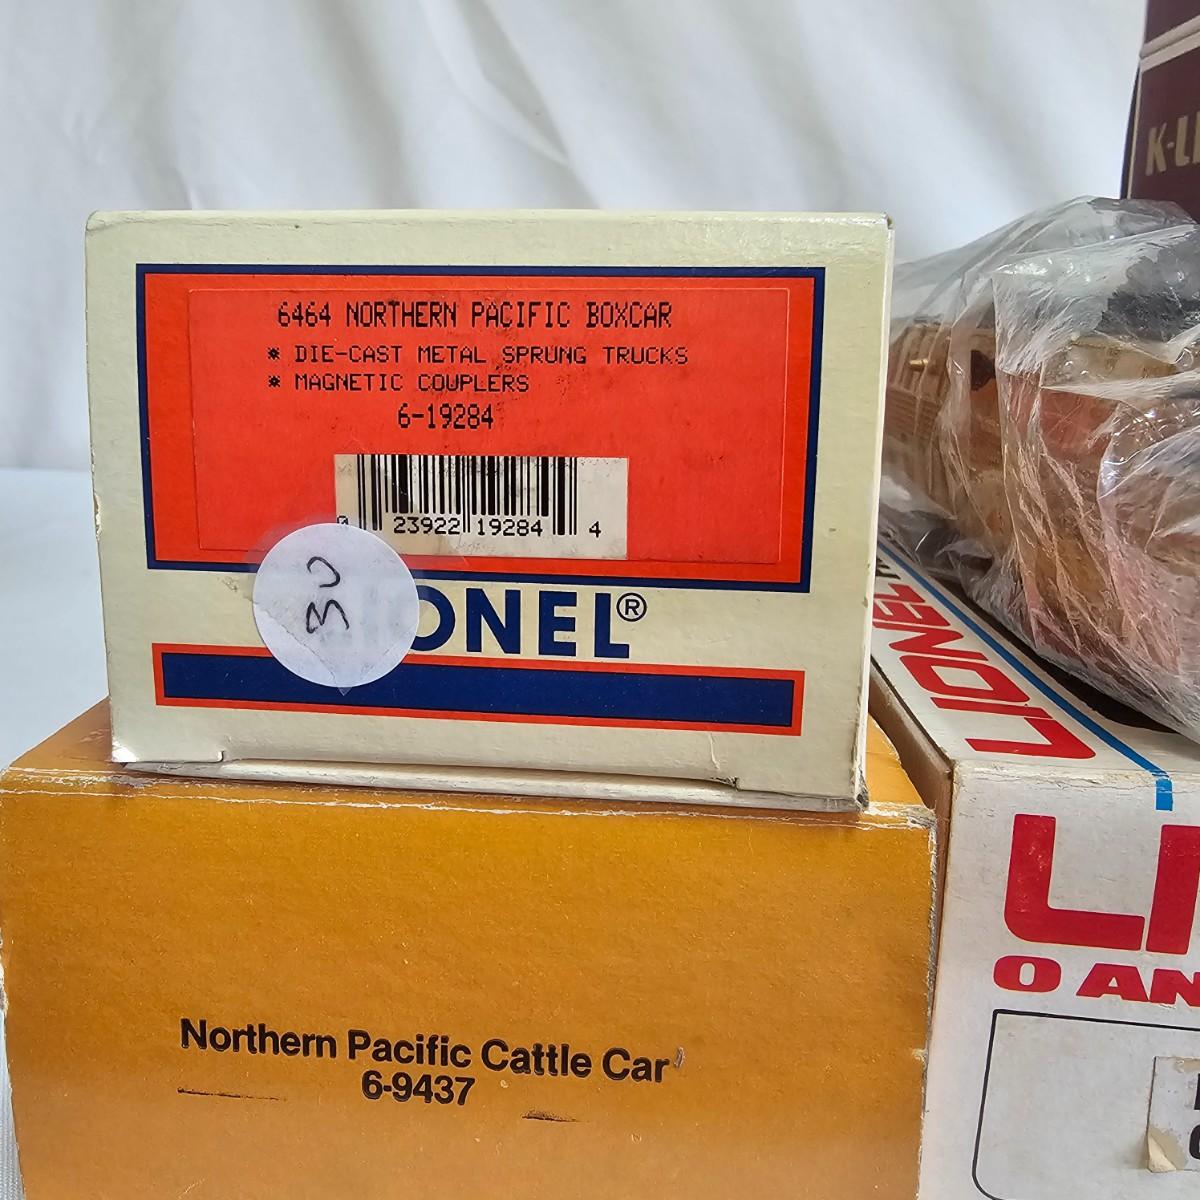 6464 NORTHERN PACIFIC BOXCAR
* DIE-CAST METAL SPRUNG TRUCKS
* MAGNETIC COUPLERS
6-19284
0 23922 19284 4
30
IONEL®
Northern Pacific Cattle Car
6-9437
K-LI
LIONEL
LI
O AN